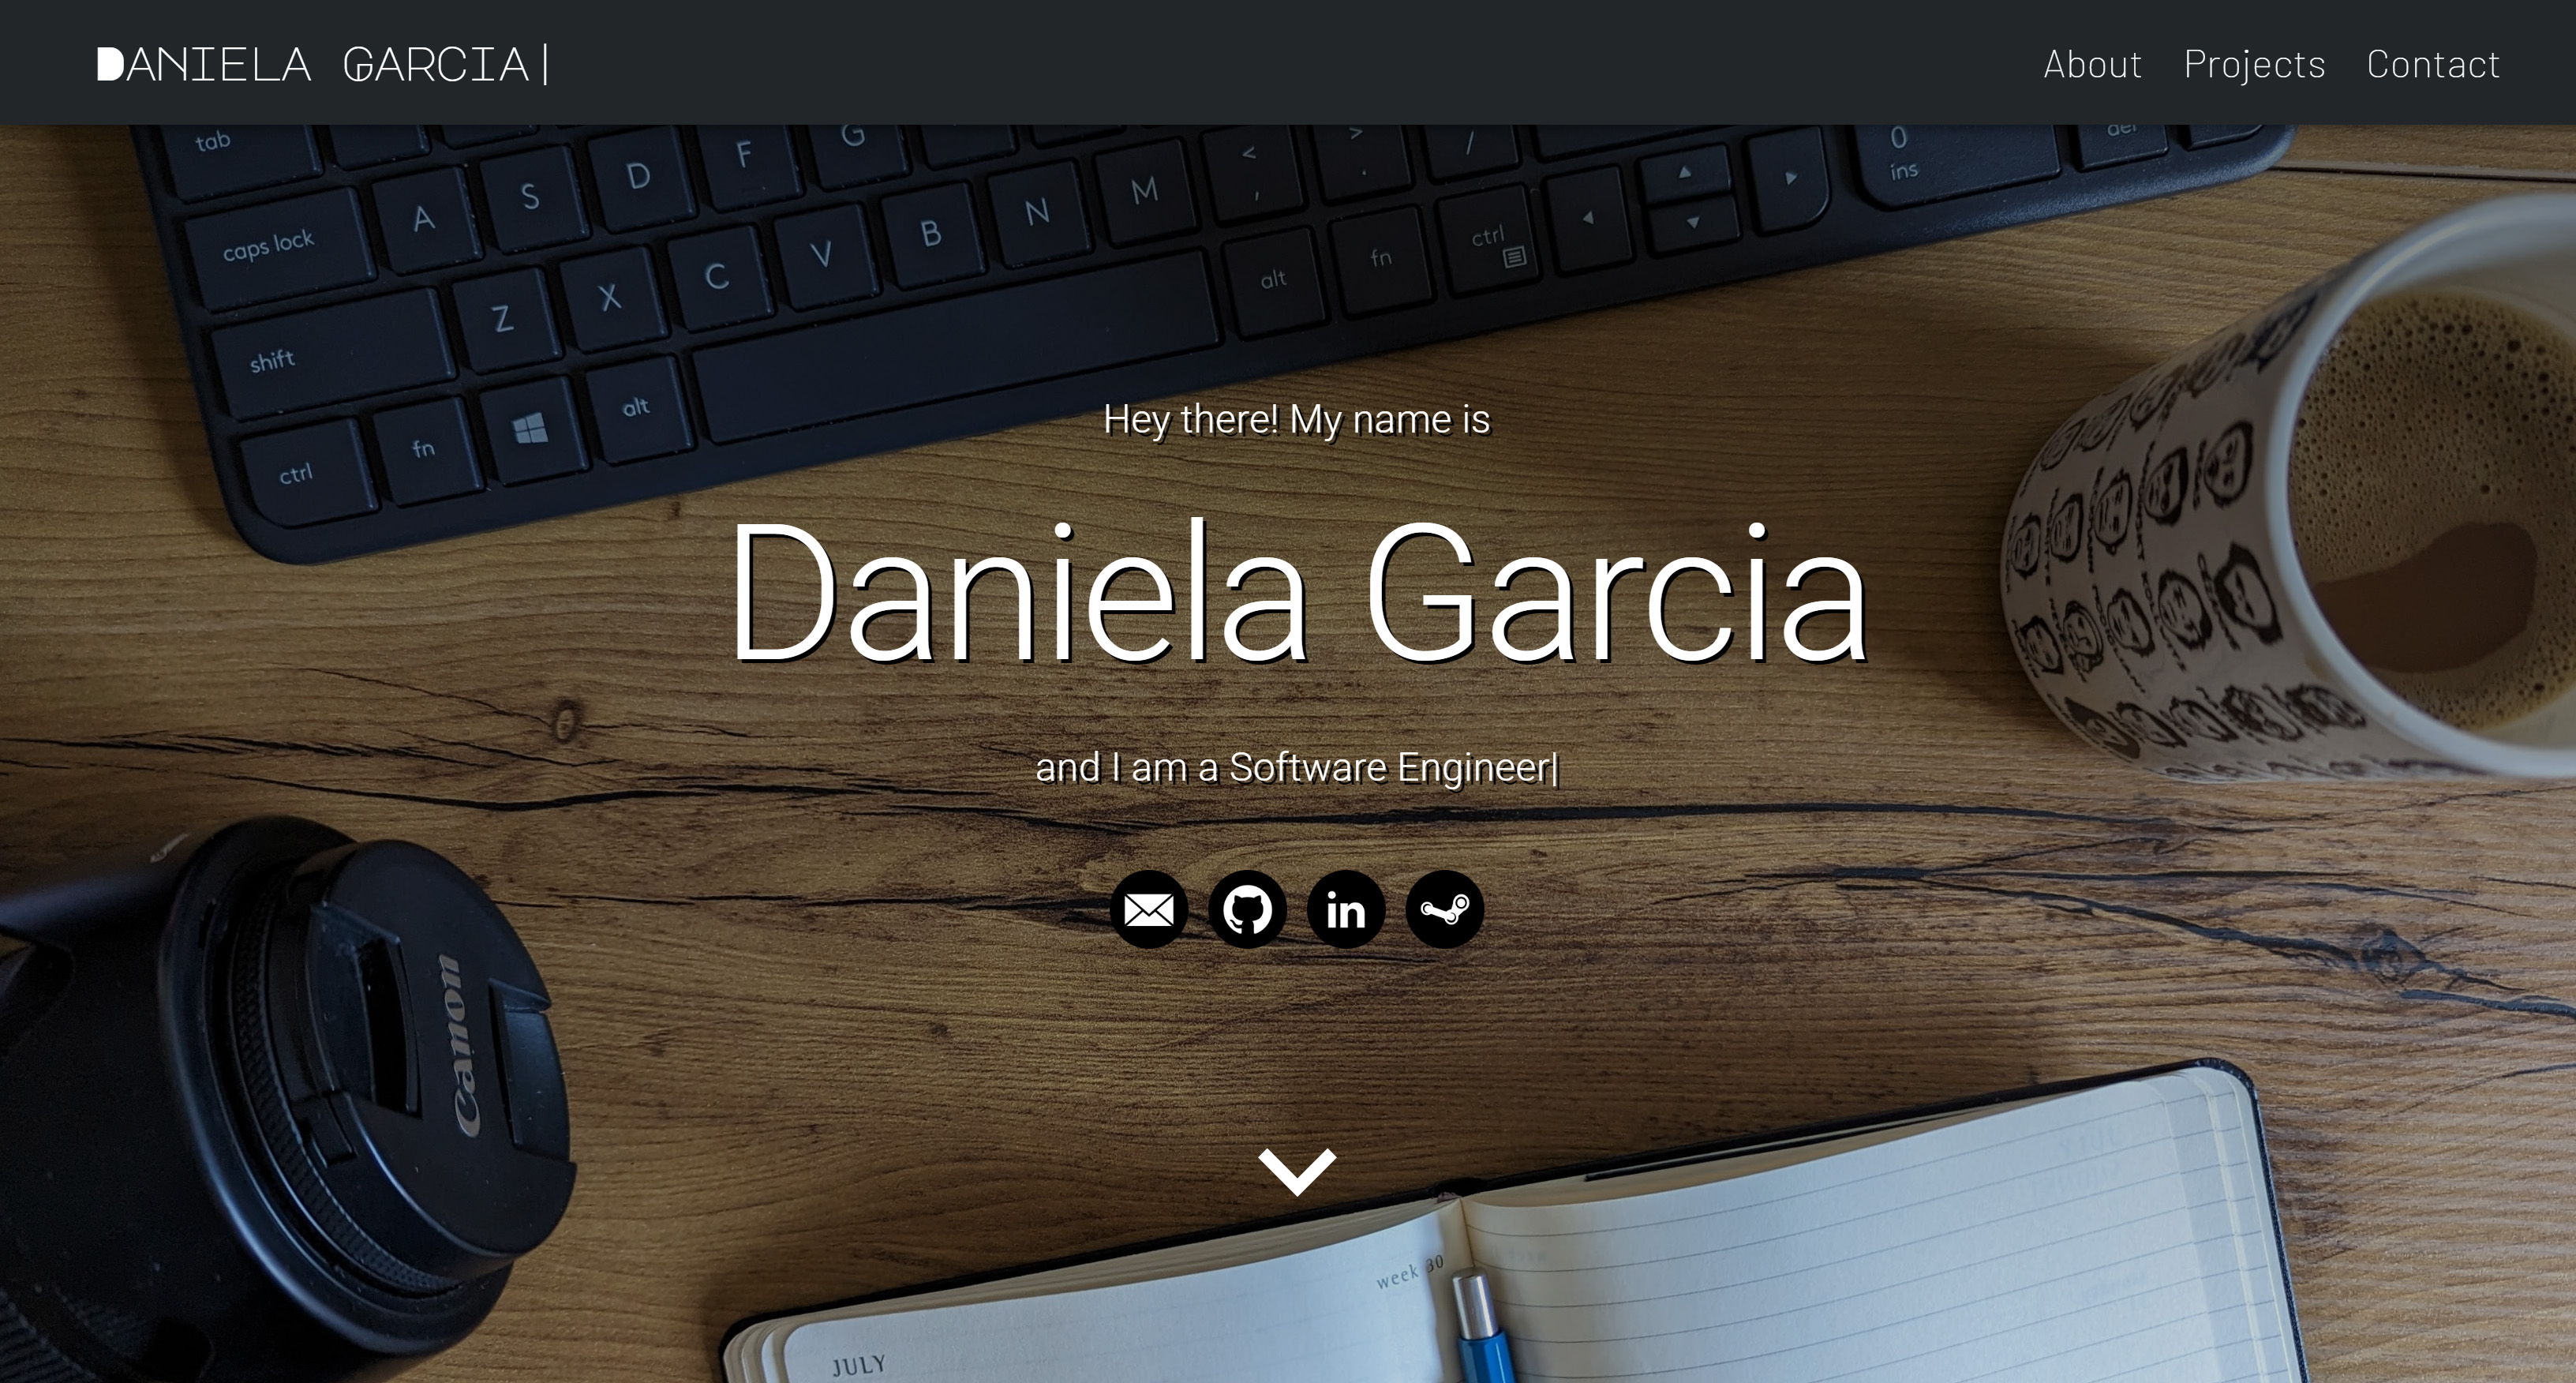 DANIELA GARCIA|
About Projects Contact
tab
G
0
ins
del
caps lock
A
S
D
F
<
,
>
.
/
shift
Z
X
C
V
B
N
M
alt
fn
ctrl
ctrl
fn
alt
Hey there! My name is
Daniela Garcia
and I am a Software Engineer|
in
Canon
week 30
JULY